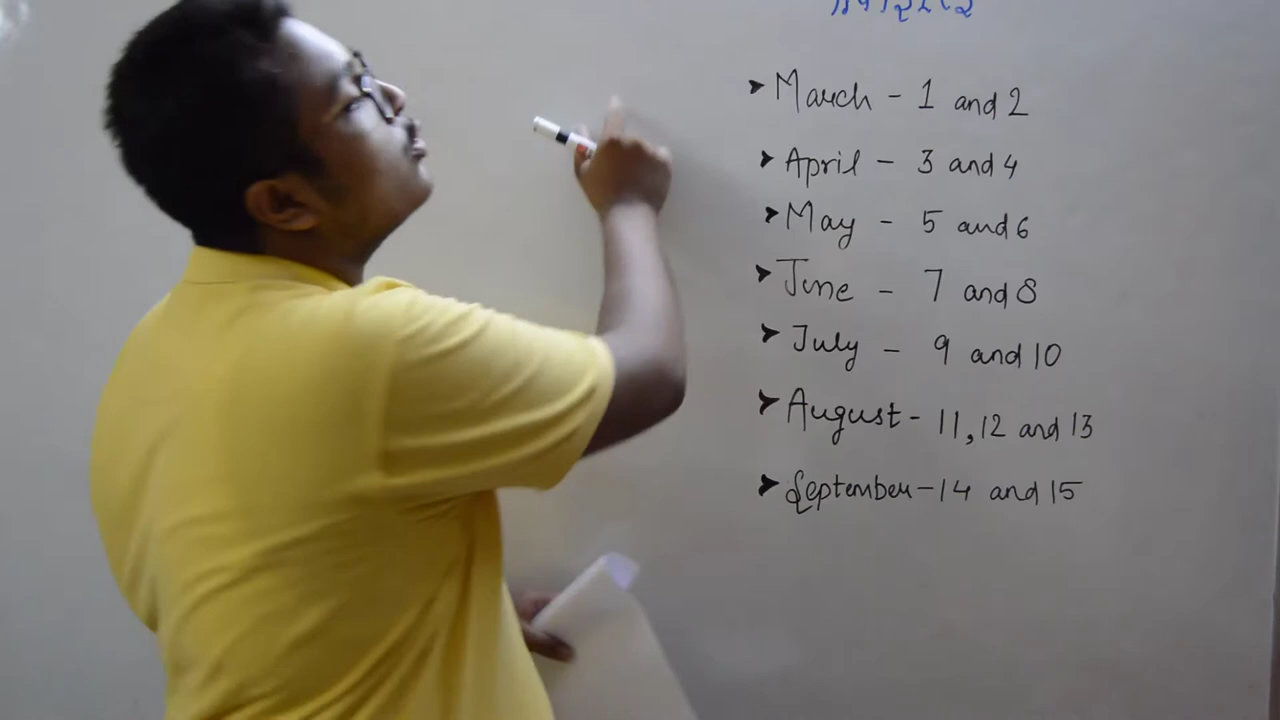 ➤ March - 1 and 2
➤ April - 3 and 4
➤ May - 5 and 6
➤ June - 7 and 8
➤ July - 9 and 10
➤ August - 11, 12 and 13
➤ September - 14 and 15